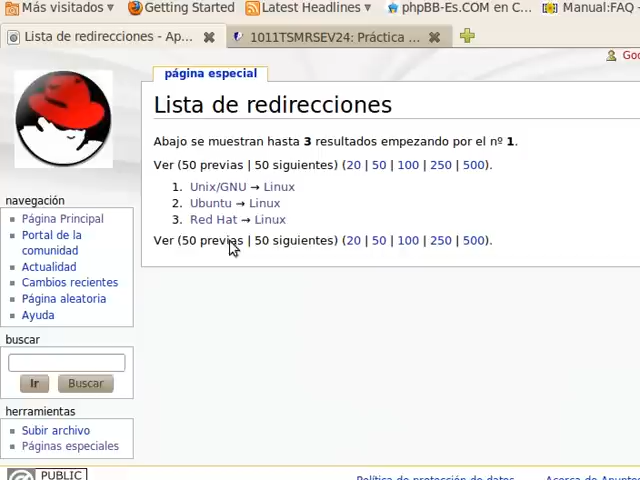 Más visitados Getting Started Latest Headlines phpBB-Es.COM en C... Manual:FAQ -
Lista de redirecciones - Ap... 1011TSMRSEV24: Práctica ...
Goo
página especial
Lista de redirecciones
Abajo se muestran hasta 3 resultados empezando por el nº 1.
Ver (50 previas | 50 siguientes) (20 | 50 | 100 | 250 | 500).
1. Unix/GNU → Linux
2. Ubuntu → Linux
3. Red Hat → Linux
Ver (50 previas | 50 siguientes) (20 | 50 | 100 | 250 | 500).
navegación
Página Principal
Portal de la
comunidad
Actualidad
Cambios recientes
Página aleatoria
Ayuda
buscar
Ir Buscar
herramientas
Subir archivo
Páginas especiales
PUBLIC
Política de protección de datos Acerca de Apuntes